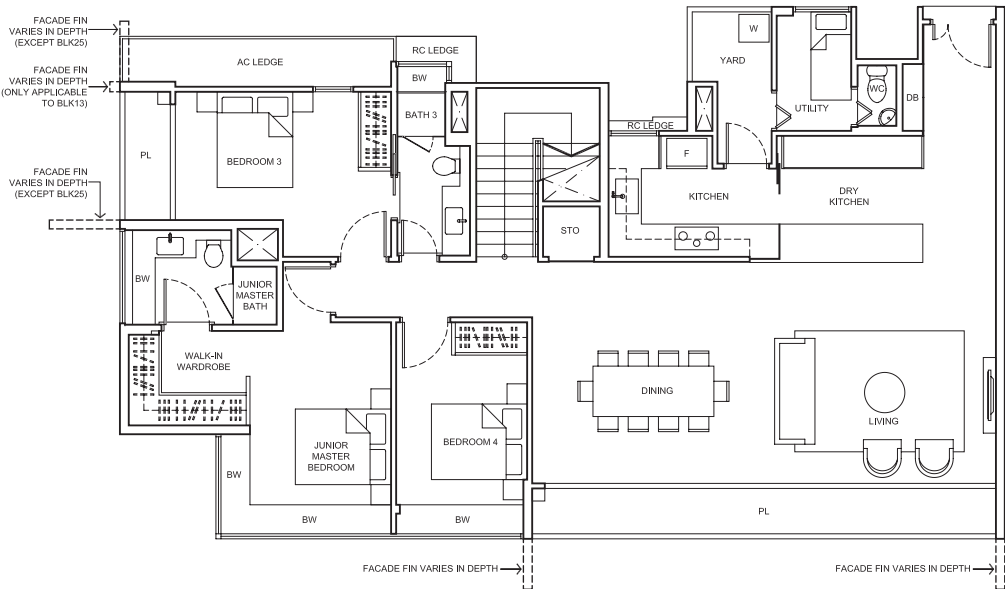 FACADE FIN
VARIES IN DEPTH
(EXCEPT BLK25)
FACADE FIN
VARIES IN DEPTH
(ONLY APPLICABLE
TO BLK13)
FACADE FIN
VARIES IN DEPTH
(EXCEPT BLK25)
AC LEDGE
RC LEDGE
BW
BATH 3
BEDROOM 3
PL
W
YARD
UTILITY
WC
DB
RC LEDGE
F
KITCHEN
DRY
KITCHEN
STO
BW
JUNIOR
MASTER
BATH
WALK-IN
WARDROBE
JUNIOR
MASTER
BEDROOM
BEDROOM 4
DINING
LIVING
BW
BW
BW
PL
FACADE FIN VARIES IN DEPTH
FACADE FIN VARIES IN DEPTH